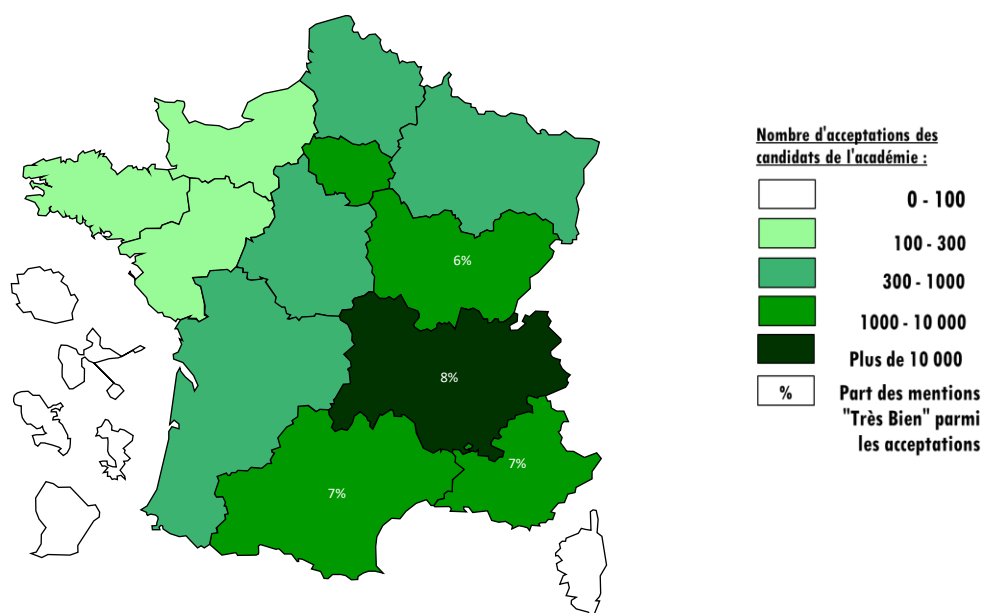 6%
8%
7%
7%
Nombre d'acceptations des
candidats de l'académie :
0 - 100
100 - 300
300 - 1000
1000 - 10 000
Plus de 10 000
% Part des mentions
"Très Bien" parmi
les acceptations